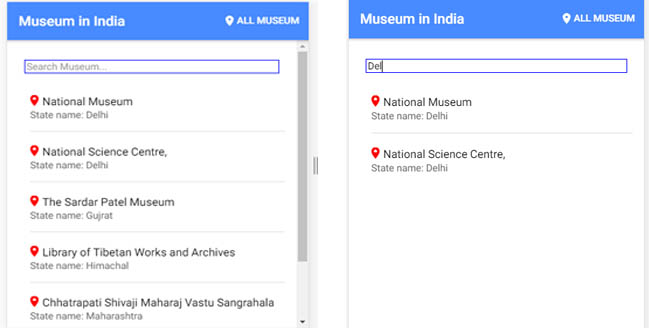 Museum in India
ALL MUSEUM
Search Museum...
National Museum
State name: Delhi
National Science Centre,
State name: Delhi
The Sardar Patel Museum
State name: Gujrat
Library of Tibetan Works and Archives
State name: Himachal
Chhatrapati Shivaji Maharaj Vastu Sangrahala
State name: Maharashtra
Museum in India
ALL MUSEUM
Del
National Museum
State name: Delhi
National Science Centre,
State name: Delhi